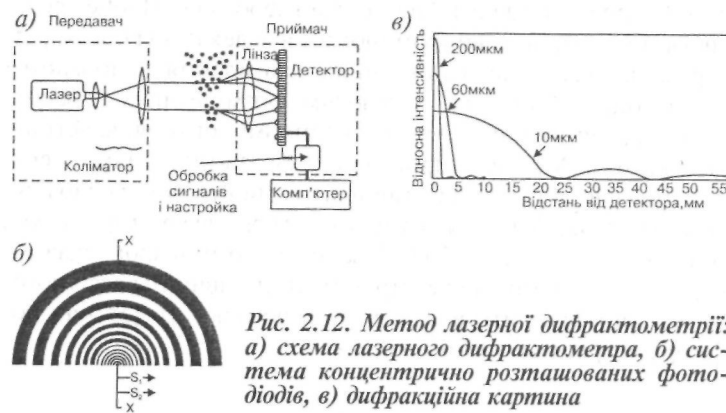 а)
Передавач
Приймач
Лінза
Детектор
Лазер
Коліматор
Обробка
сигналів
і настройка
Комп'ютер
в)
Відносна інтенсивність
200мкм
60мкм
10мкм
0 5 10 15 20 25 30 35 40 45 50 55
Відстань від детектора,мм
б)
X
S₁
S₂
X
Рис. 2.12. Метод лазерної дифрактометрії:
а) схема лазерного дифрактометра, б) сис-
тема концентрично розташованих фото-
діодів, в) дифракційна картина